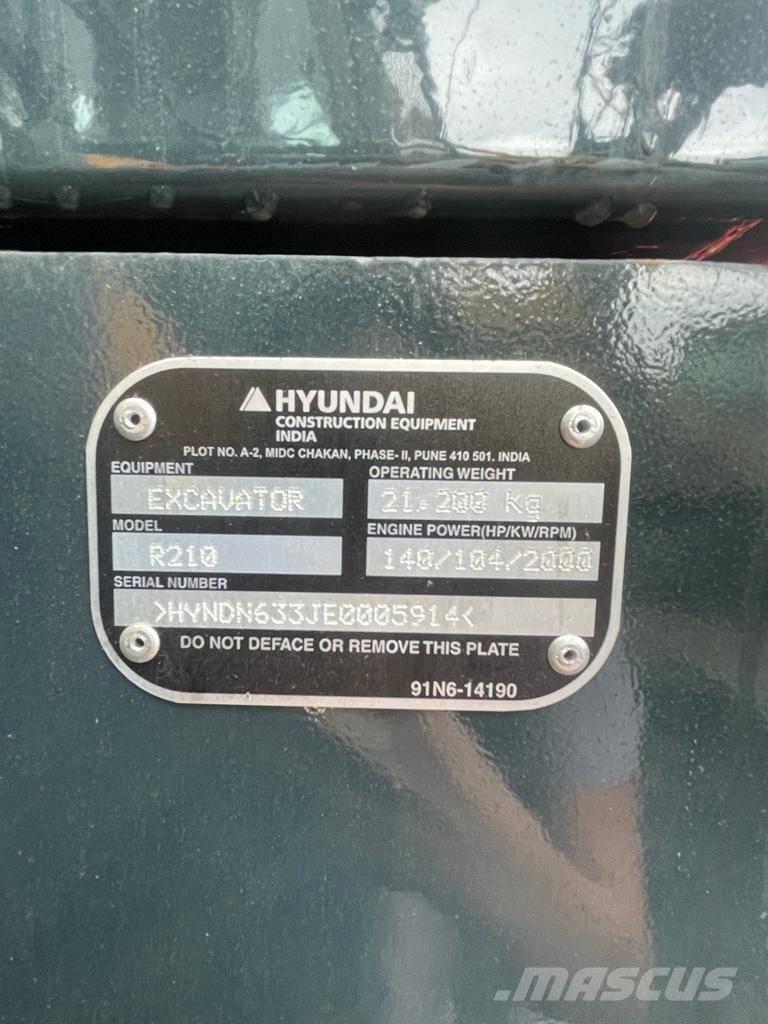 HYUNDAI
CONSTRUCTION EQUIPMENT
INDIA
PLOT NO. A-2, MIDC CHAKAN, PHASE- II, PUNE 410 501. INDIA
EQUIPMENT
EXCAVATOR
OPERATING WEIGHT
21.200 Kg
MODEL
R210
ENGINE POWER(HP/KW/RPM)
140/104/2000
SERIAL NUMBER
>HYNDN633JE0005914<
DO NOT DEFACE OR REMOVE THIS PLATE
91N6-14190
MASCUS